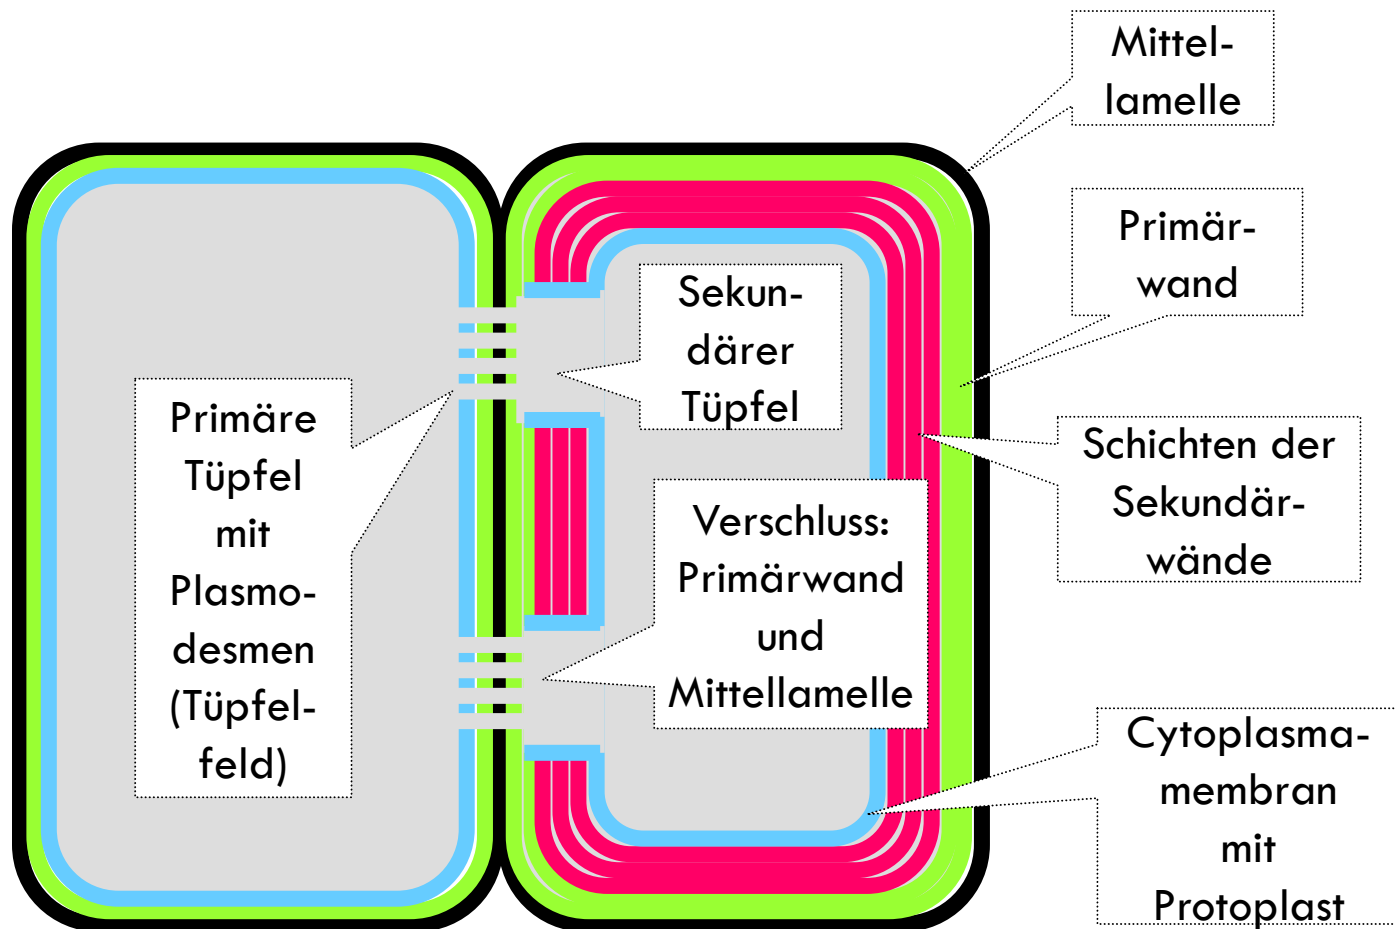 Mittel-
lamelle
Primär-
wand
Sekun-
därer
Tüpfel
Primäre
Tüpfel
mit
Plasmo-
desmen
(Tüpfel-
feld)
Schichten der
Sekundär-
wände
Verschluss:
Primärwand
und
Mittellamelle
Cytoplasma-
membran
mit
Protoplast